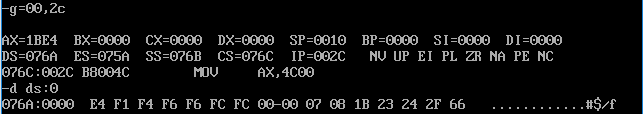 -g=00,2c
AX=1BE4 BX=0000 CX=0000 DX=0000 SP=0010 BP=0000 SI=0000 DI=0000
DS=076A ES=075A SS=076B CS=076C IP=002C NV UP EI PL ZR NA PE NC
076C:002C B8004C MOV AX,4C00
-d ds:0
076A:0000 E4 F1 F4 F6 F6 FC FC 00-00 07 08 1B 23 24 2F 66 ............#$/f